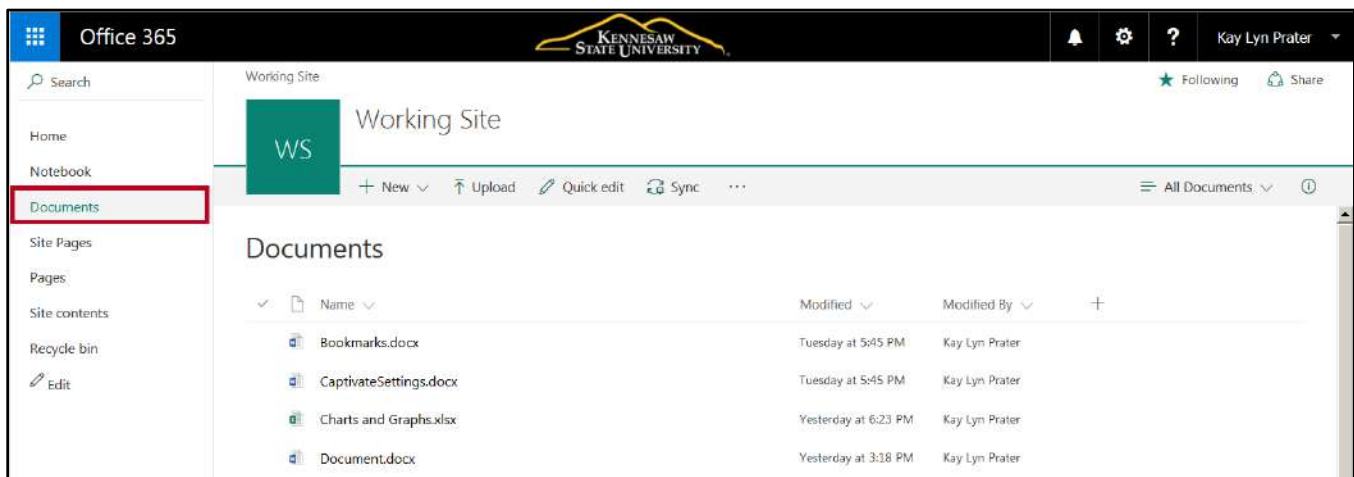 Office 365
KENNESAW
STATE UNIVERSITY
? Kay Lyn Prater
Search
Working Site
Following Share
WS
Working Site
Home
Notebook
Documents
Site Pages
Pages
Site contents
Recycle bin
Edit
+ New Upload Quick edit Sync ...
All Documents
Documents
Name Modified Modified By +
Bookmarks.docx Tuesday at 5:45 PM Kay Lyn Prater
CaptivateSettings.docx Tuesday at 5:45 PM Kay Lyn Prater
Charts and Graphs.xlsx Yesterday at 6:23 PM Kay Lyn Prater
Document.docx Yesterday at 3:18 PM Kay Lyn Prater